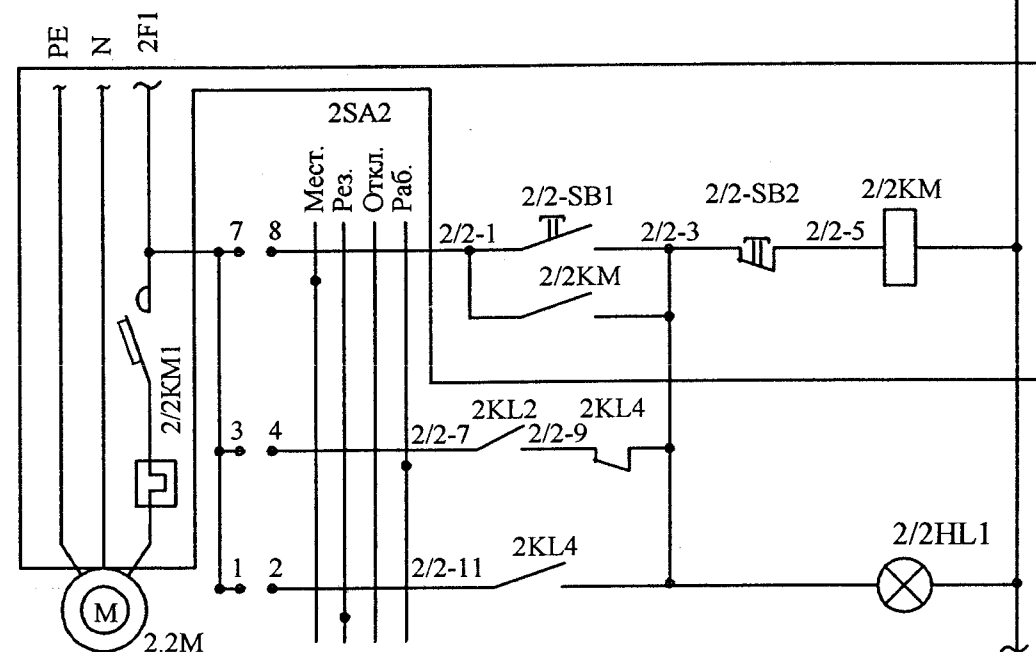 PE
N
2F1
2SA2
Мест.
Рез.
Откл.
Раб.
2/2-SB1
2/2-SB2
2/2KM
7 8
2/2-1
2/2-3
2/2-5
2/2KM
2/2KM1
3 4
2/2-7
2KL2
2/2-9
2KL4
1 2
2/2-11
2KL4
2/2HL1
M
2.2M